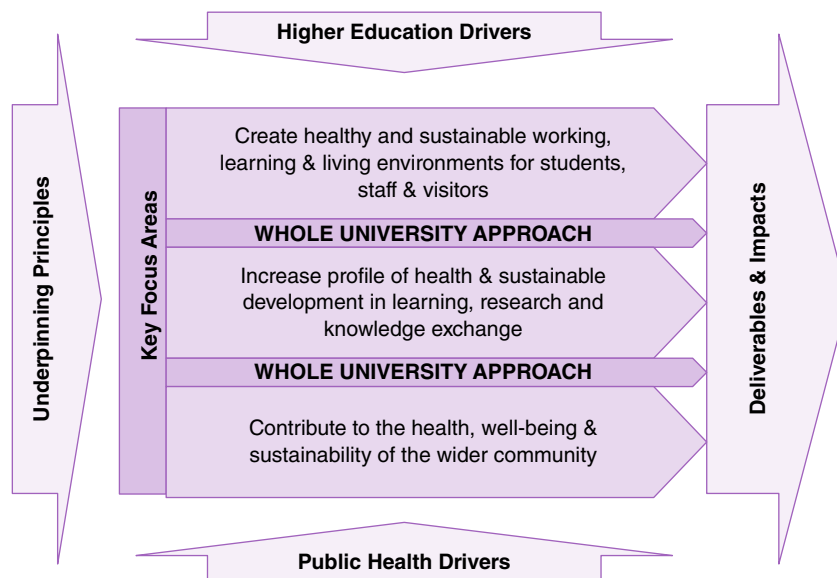 Higher Education Drivers
Underpinning Principles
Key Focus Areas
Create healthy and sustainable working,
learning & living environments for students,
staff & visitors
WHOLE UNIVERSITY APPROACH
Increase profile of health & sustainable
development in learning, research and
knowledge exchange
WHOLE UNIVERSITY APPROACH
Contribute to the health, well-being &
sustainability of the wider community
Deliverables & Impacts
Public Health Drivers